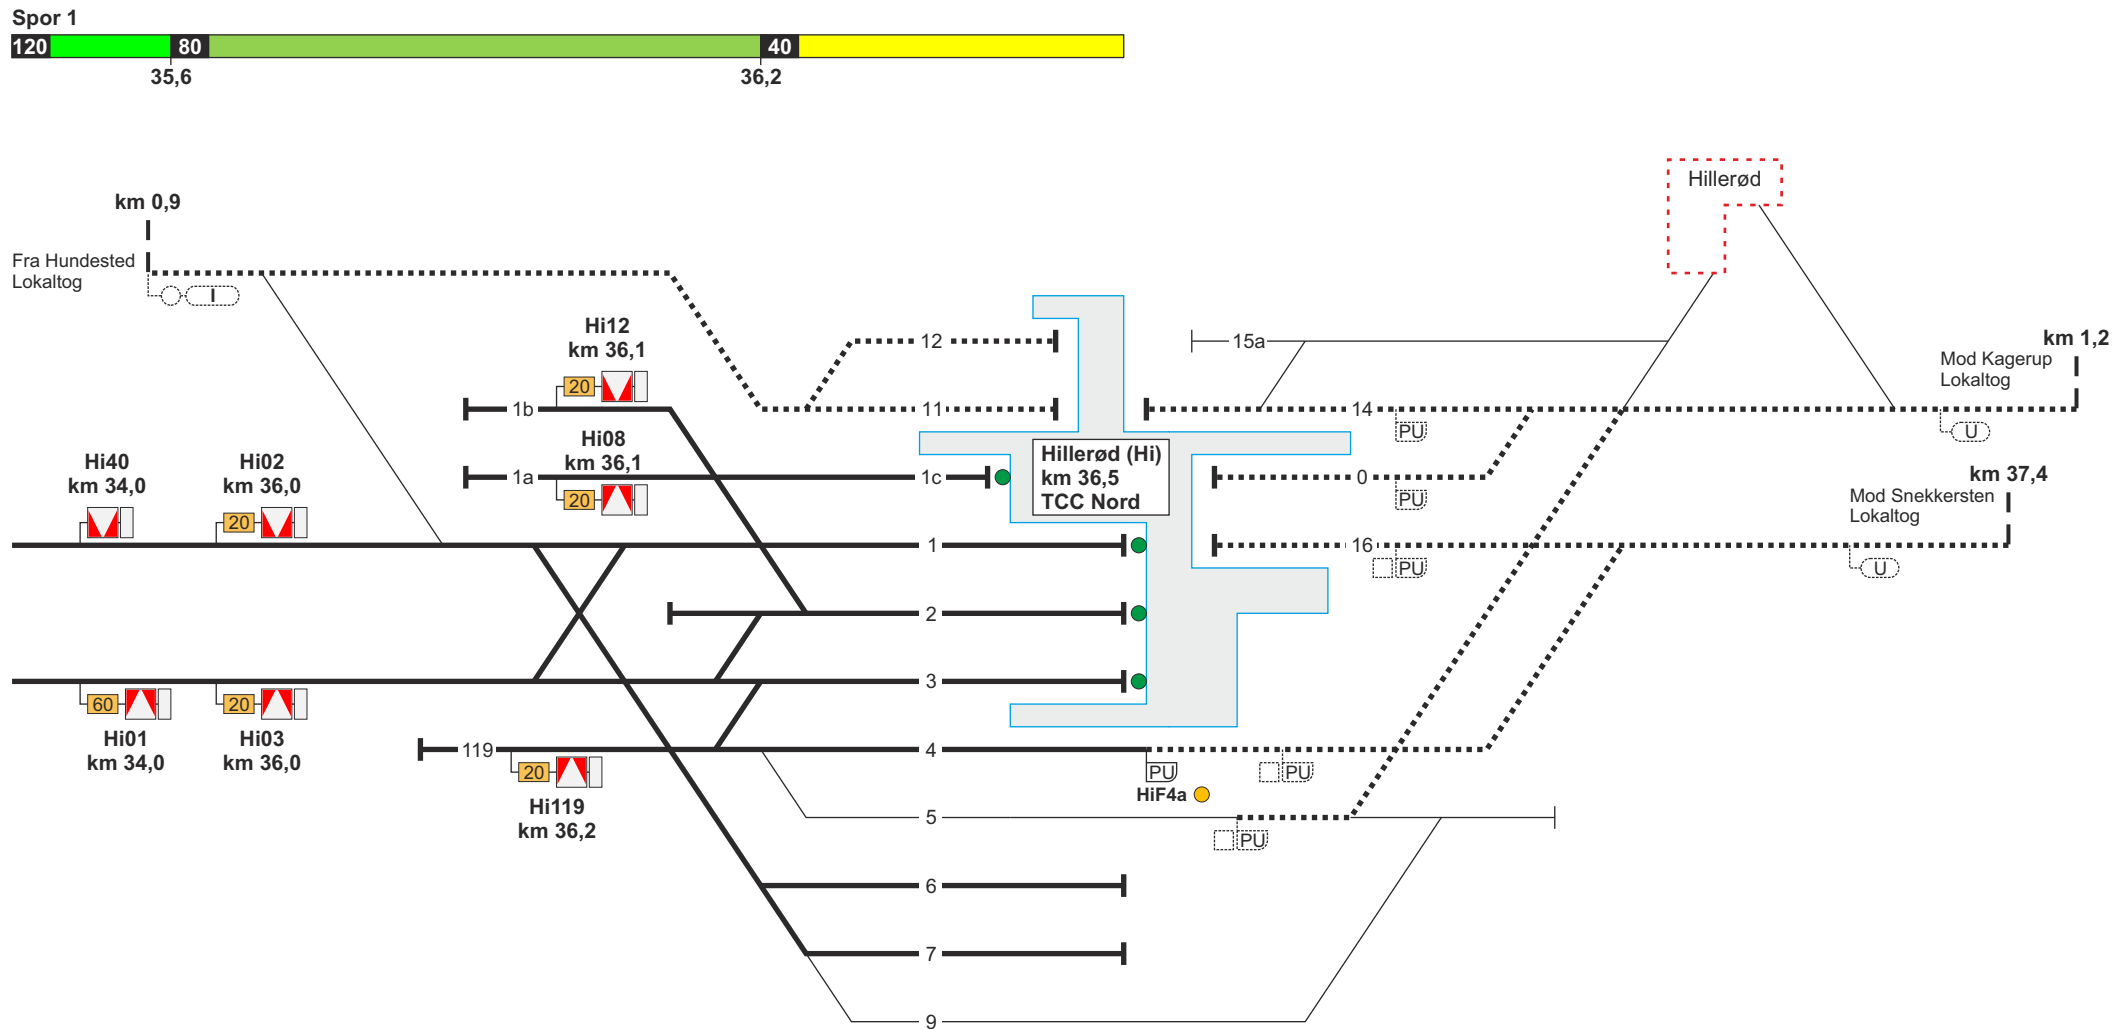 Spor 1
120 80 40
35,6 36,2
Hillerød
km 0,9
Fra Hundested
Lokaltog
I
Hi12
km 36,1
20
1b
12
11
15a
14
PU
km 1,2
Mod Kagerup
Lokaltog
U
Hi08
km 36,1
20
1a
1c
Hillerød (Hi)
km 36,5
TCC Nord
0
PU
km 37,4
Mod Snekkersten
Lokaltog
U
Hi40
km 34,0
Hi02
km 36,0
20
1
16
PU
2
3
60
Hi01
km 34,0
20
Hi03
km 36,0
119
20
Hi119
km 36,2
4
PU
HiF4a
PU
5
PU
6
7
9